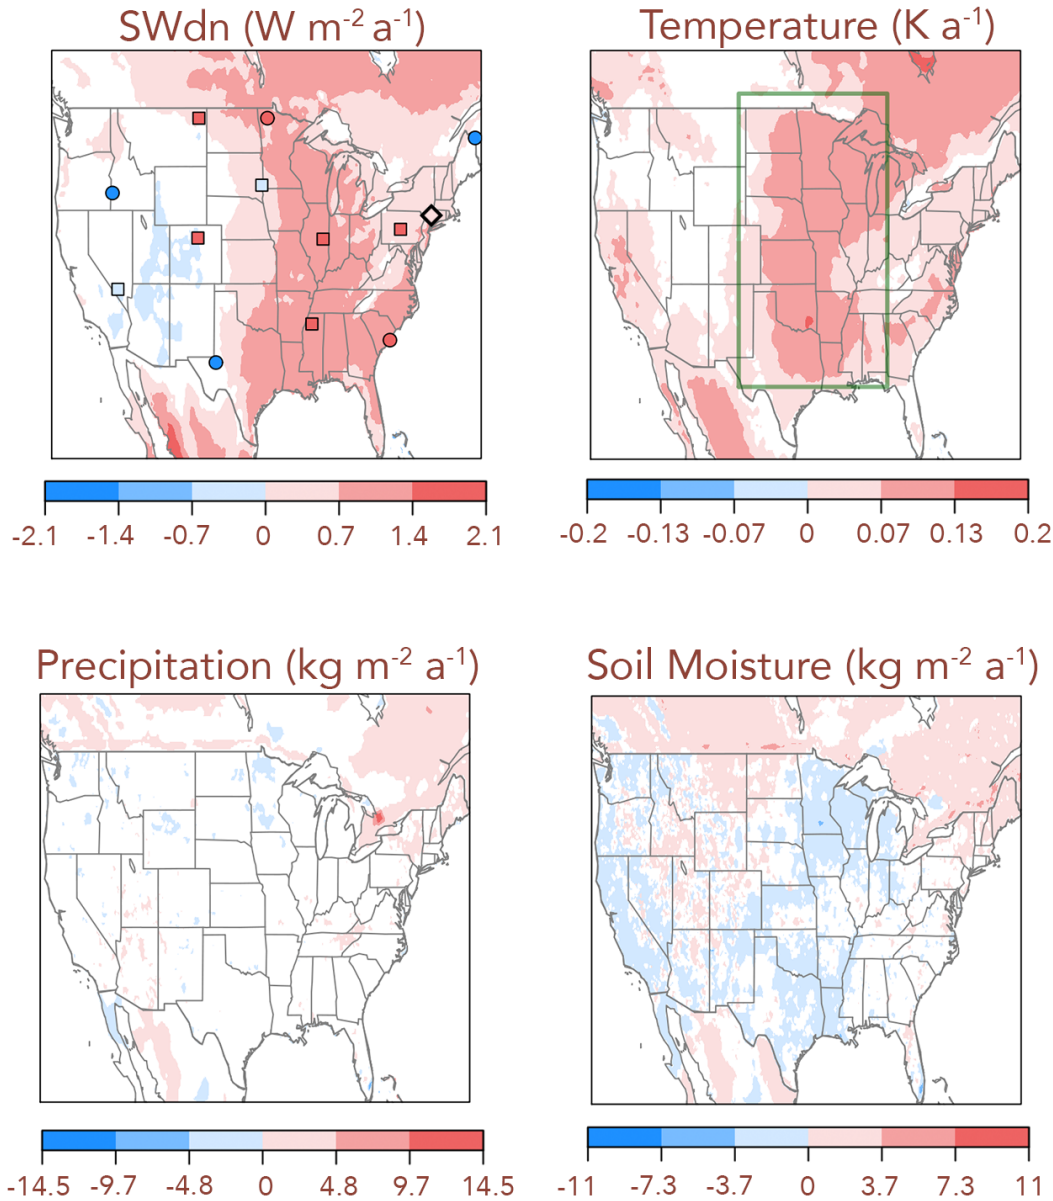 SWdn (W m⁻² a⁻¹)
Temperature (K a⁻¹)
-2.1 -1.4 -0.7 0 0.7 1.4 2.1
-0.2 -0.13 -0.07 0 0.07 0.13 0.2
Precipitation (kg m⁻² a⁻¹)
Soil Moisture (kg m⁻² a⁻¹)
-14.5 -9.7 -4.8 0 4.8 9.7 14.5
-11 -7.3 -3.7 0 3.7 7.3 11